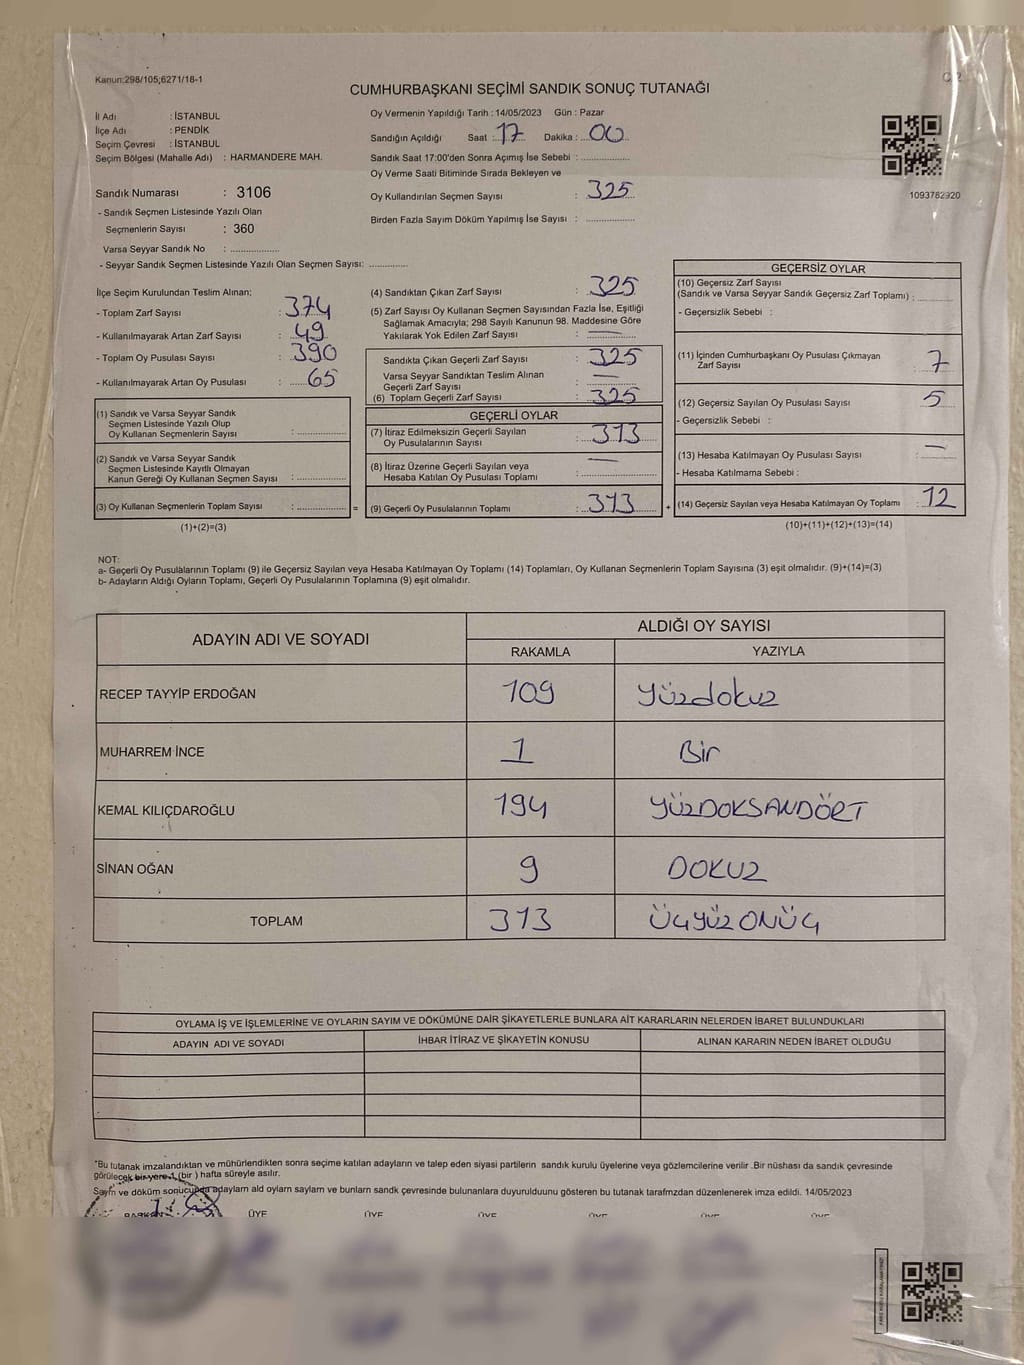 Kanun:298/105;6271/18-1
CUMHURBAŞKANI SEÇİMİ SANDIK SONUÇ TUTANAĞI
İl Adı : İSTANBUL
İlçe Adı : PENDİK
Seçim Çevresi : İSTANBUL
Seçim Bölgesi (Mahalle Adı) : HARMANDERE MAH.
Sandık Numarası : 3106
- Sandık Seçmen Listesinde Yazılı Olan
Seçmenlerin Sayısı : 360
Varsa Seyyar Sandık No : ..................
- Seyyar Sandık Seçmen Listesinde Yazılı Olan Seçmen Sayısı: ..............
Oy Vermenin Yapıldığı Tarih : 14/05/2023 Gün : Pazar
Sandığın Açıldığı Saat : 17 Dakika : 00
Sandık Saat 17:00'den Sonra Açımış İse Sebebi : ..................
Oy Verme Saati Bitiminde Sırada Bekleyen ve
Oy Kullandırılan Seçmen Sayısı : 325
Birden Fazla Sayım Döküm Yapılmış İse Sayısı : ..................
1093782920
İlçe Seçim Kurulundan Teslim Alınan;
- Toplam Zarf Sayısı : 374
- Kullanılmayarak Artan Zarf Sayısı : 49
- Toplam Oy Pusulası Sayısı : 390
- Kullanılmayarak Artan Oy Pusulası : 65
(1) Sandık ve Varsa Seyyar Sandık
Seçmen Listesinde Yazılı Olup
Oy Kullanan Seçmenlerin Sayısı : ..................
(2) Sandık ve Varsa Seyyar Sandık
Seçmen Listesinde Kayıtlı Olmayan
Kanun Gereği Oy Kullanan Seçmen Sayısı : ..................
(3) Oy Kullanan Seçmenlerin Toplam Sayısı : .................. =
(1)+(2)=(3)
(4) Sandıktan Çıkan Zarf Sayısı : 325
(5) Zarf Sayısı Oy Kullanan Seçmen Sayısından Fazla İse, Eşitliği
Sağlamak Amacıyla; 298 Sayılı Kanunun 98. Maddesine Göre
Yakılarak Yok Edilen Zarf Sayısı : —
Sandıkta Çıkan Geçerli Zarf Sayısı : 325
Varsa Seyyar Sandıktan Teslim Alınan
Geçerli Zarf Sayısı : —
(6) Toplam Geçerli Zarf Sayısı : 325
GEÇERLİ OYLAR
(7) İtiraz Edilmeksizin Geçerli Sayılan
Oy Pusulalarının Sayısı : 313
(8) İtiraz Üzerine Geçerli Sayılan veya
Hesaba Katılan Oy Pusulası Toplamı : —
(9) Geçerli Oy Pusulalarının Toplamı : 313 +
GEÇERSİZ OYLAR
(10) Geçersiz Zarf Sayısı
(Sandık ve Varsa Seyyar Sandık Geçersiz Zarf Toplamı) : ............
- Geçersizlik Sebebi :
(11) İçinden Cumhurbaşkanı Oy Pusulası Çıkmayan
Zarf Sayısı : 7
(12) Geçersiz Sayılan Oy Pusulası Sayısı : 5
- Geçersizlik Sebebi :
(13) Hesaba Katılmayan Oy Pusulası Sayısı : —
- Hesaba Katılmama Sebebi :
(14) Geçersiz Sayılan veya Hesaba Katılmayan Oy Toplamı : 12
(10)+(11)+(12)+(13)=(14)
NOT:
a- Geçerli Oy Pusulalarının Toplamı (9) ile Geçersiz Sayılan veya Hesaba Katılmayan Oy Toplamı (14) Toplamları, Oy Kullanan Seçmenlerin Toplam Sayısına (3) eşit olmalıdır. (9)+(14)=(3)
b- Adayların Aldığı Oyların Toplamı, Geçerli Oy Pusulalarının Toplamına (9) eşit olmalıdır.
ADAYIN ADI VE SOYADI ALDIĞI OY SAYISI
RAKAMLA YAZIYLA
RECEP TAYYİP ERDOĞAN 109 yüzdokuz
MUHARREM İNCE 1 Bir
KEMAL KILIÇDAROĞLU 194 YÜZDOKSANDÖRT
SİNAN OĞAN 9 DOKUZ
TOPLAM 313 ÜÇYÜZONÜÇ
OYLAMA İŞ VE İŞLEMLERİNE VE OYLARIN SAYIM VE DÖKÜMÜNE DAİR ŞİKAYETLERLE BUNLARA AİT KARARLARIN NELERDEN İBARET BULUNDUKLARI
ADAYIN ADI VE SOYADI İHBAR İTİRAZ VE ŞİKAYETİN KONUSU ALINAN KARARIN NEDEN İBARET OLDUĞU
"Bu tutanak imzalandıktan ve mühürlendikten sonra seçime katılan adayların ve talep eden siyasi partilerin sandık kurulu üyelerine veya gözlemcilerine verilir .Bir nüshası da sandık çevresinde
görülecek bir yere 1 (bir ) hafta süreyle asılır.
Sayım ve döküm sonucunda adayların ald oyların saylam ve bunların sandk çevresinde bulunanlara duyurulduunu gösteren bu tutanak tarafmzdan düzenlenerek imza edildi. 14/05/2023
BAŞKAN ÜYE ÜYE ÜYE ÜYE ÜYE ÜYE